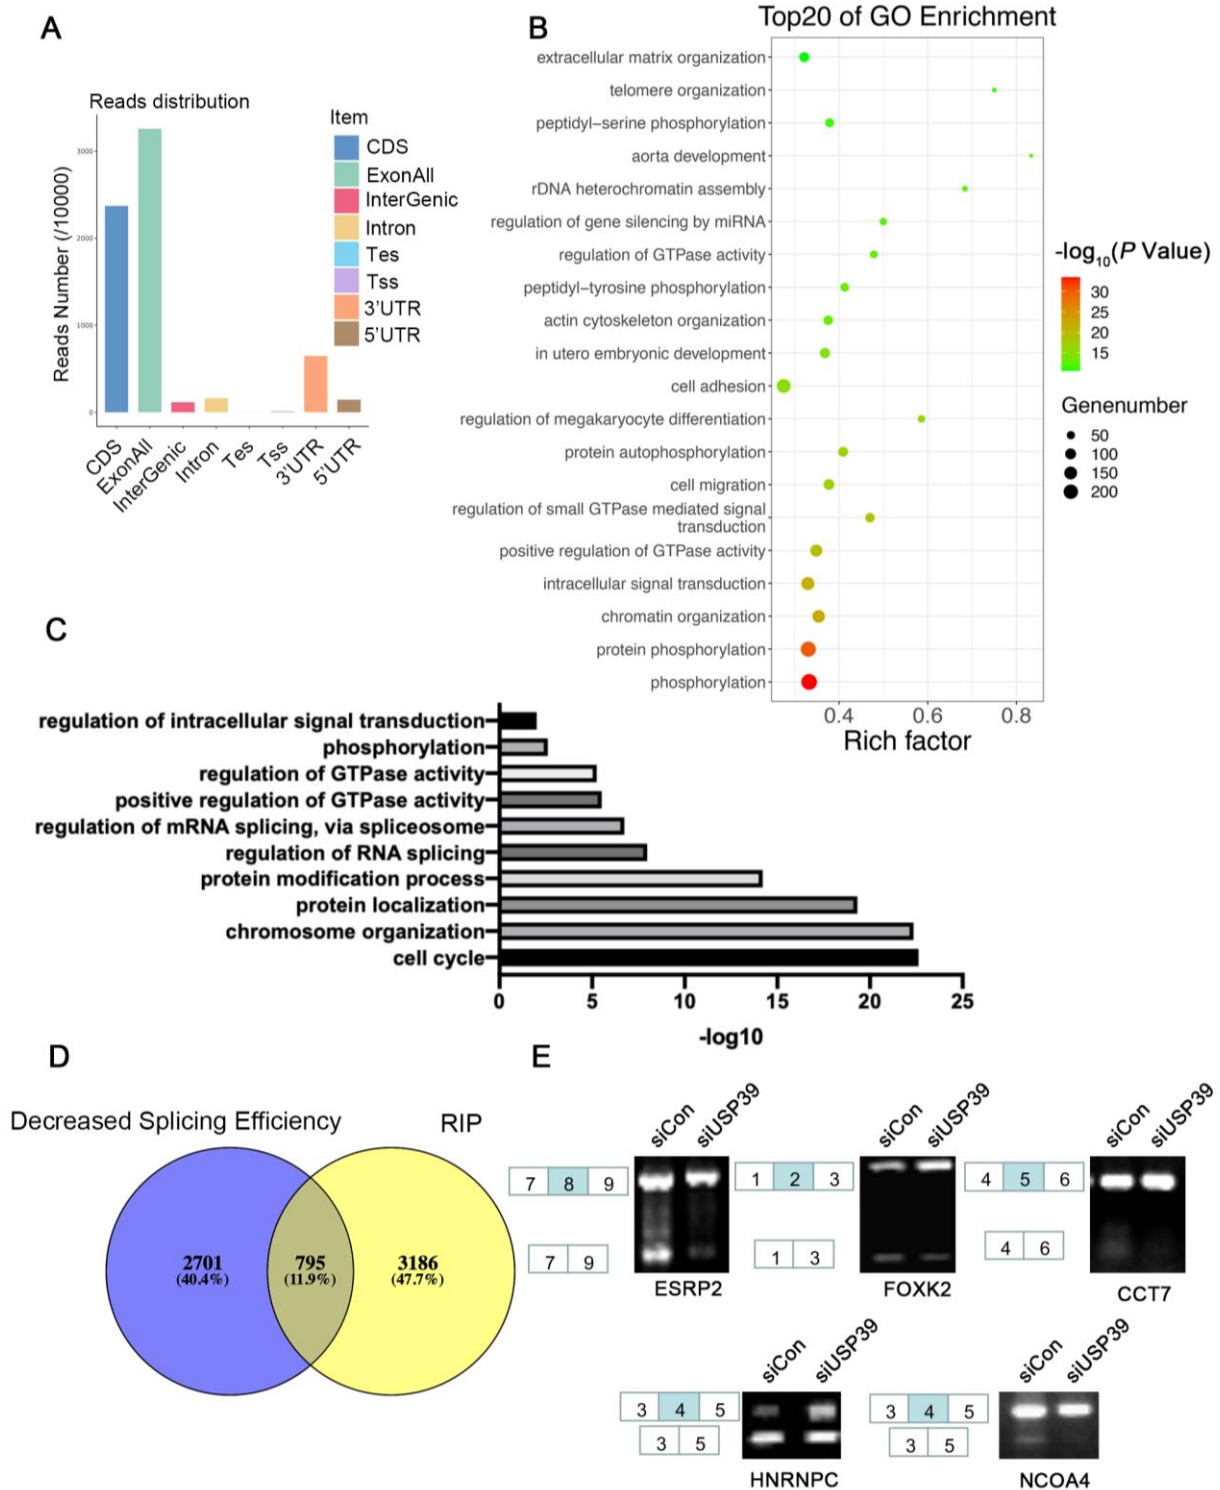 A
Reads distribution
Reads Number (/10000)
3000
2000
1000
0
CDS
ExonAll
InterGenic
Intron
Tes
Tss
3'UTR
5'UTR
Item
CDS
ExonAll
InterGenic
Intron
Tes
Tss
3'UTR
5'UTR
B
Top20 of GO Enrichment
extracellular matrix organization
telomere organization
peptidyl−serine phosphorylation
aorta development
rDNA heterochromatin assembly
regulation of gene silencing by miRNA
regulation of GTPase activity
peptidyl−tyrosine phosphorylation
actin cytoskeleton organization
in utero embryonic development
cell adhesion
regulation of megakaryocyte differentiation
protein autophosphorylation
cell migration
regulation of small GTPase mediated signal
transduction
positive regulation of GTPase activity
intracellular signal transduction
chromatin organization
protein phosphorylation
phosphorylation
0.4 0.6 0.8
Rich factor
-log10(P Value)
30
25
20
15
Genenumber
50
100
150
200
C
regulation of intracellular signal transduction
phosphorylation
regulation of GTPase activity
positive regulation of GTPase activity
regulation of mRNA splicing, via spliceosome
regulation of RNA splicing
protein modification process
protein localization
chromosome organization
cell cycle
0 5 10 15 20 25
-log10
D
Decreased Splicing Efficiency
RIP
2701
(40.4%)
795
(11.9%)
3186
(47.7%)
E
siCon siUSP39
7 8 9
7 9
ESRP2
siCon siUSP39
1 2 3
1 3
FOXK2
siCon siUSP39
4 5 6
4 6
CCT7
siCon siUSP39
3 4 5
3 5
HNRNPC
siCon siUSP39
3 4 5
3 5
NCOA4